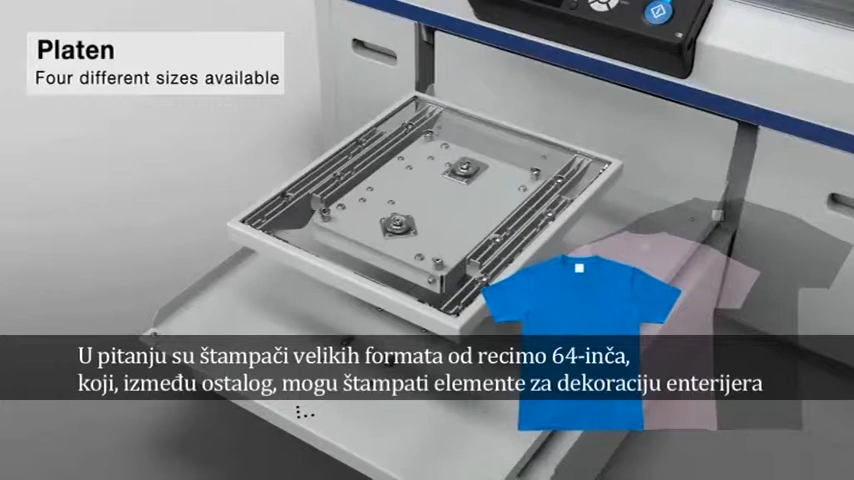 Platen
Four different sizes available
U pitanju su štampači velikih formata od recimo 64-inča,
koji, između ostalog, mogu štampati elemente za dekoraciju enterijera